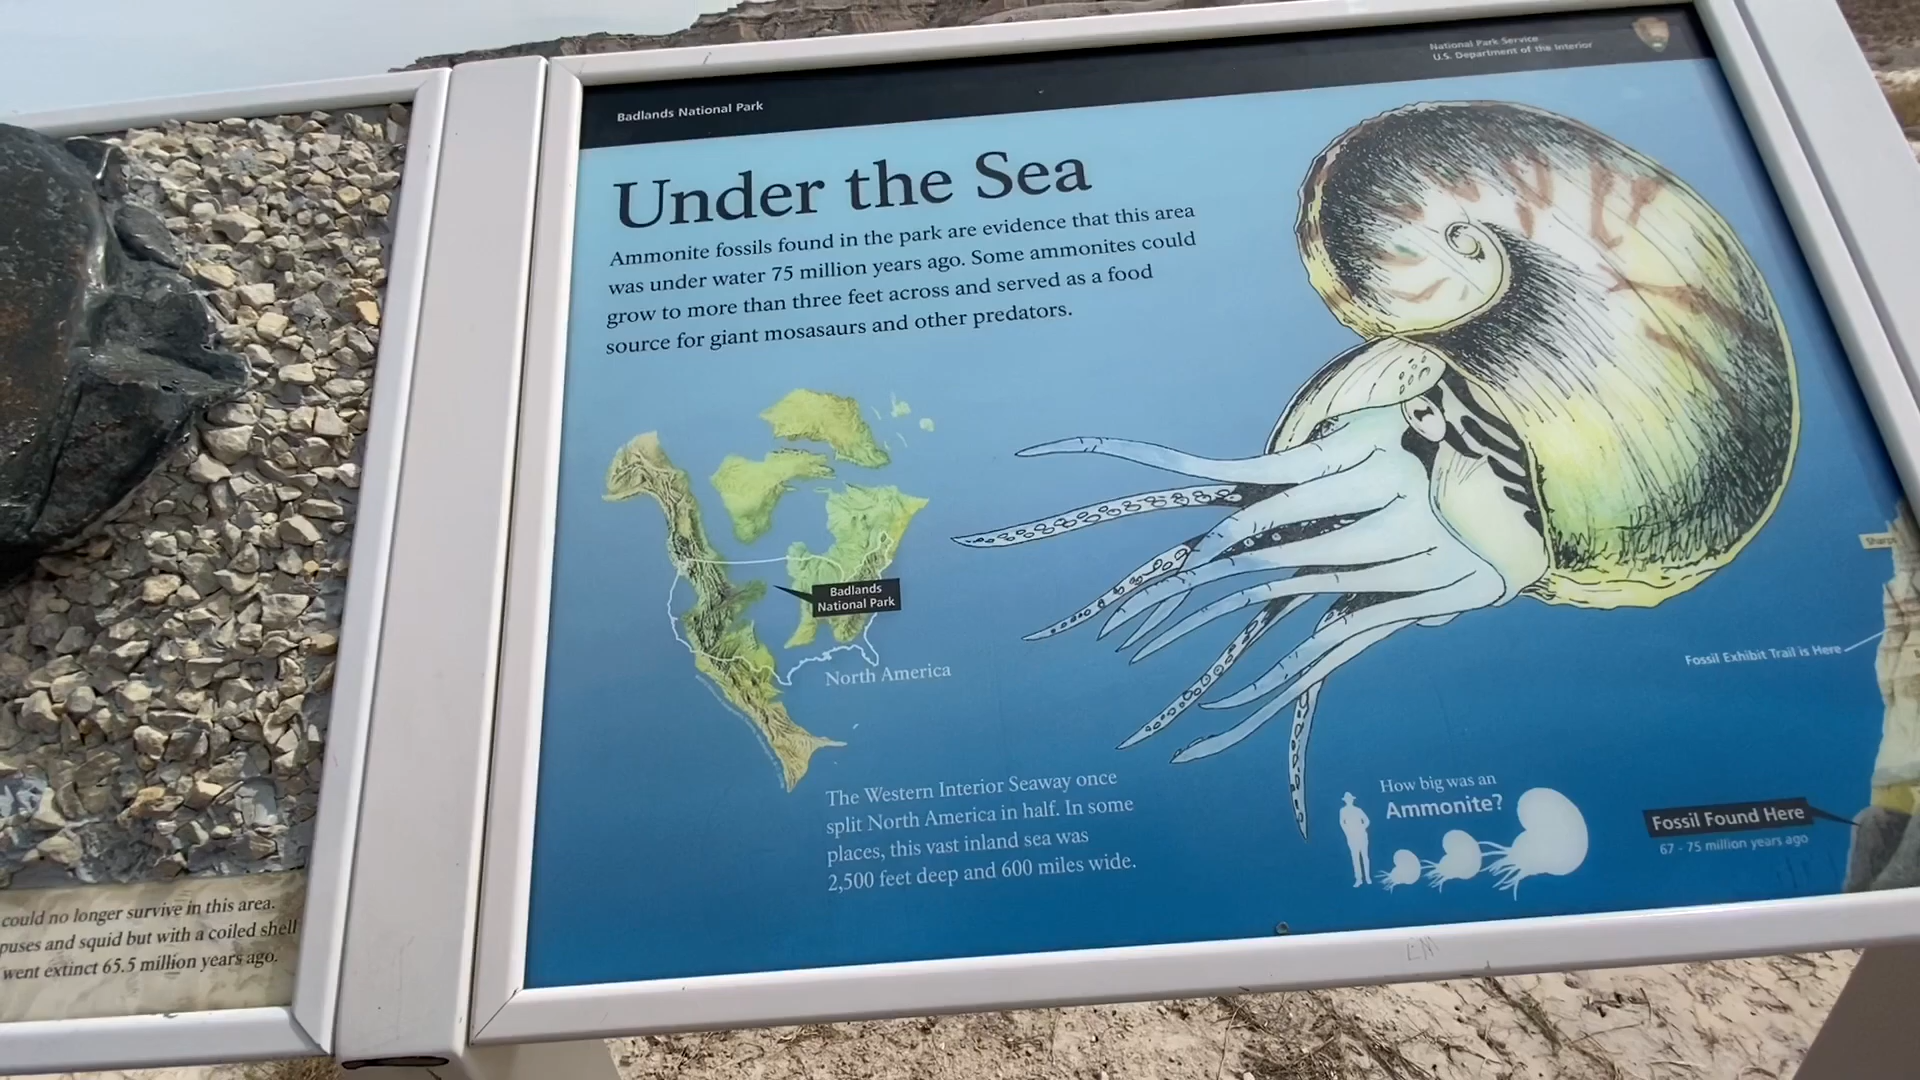 could no longer survive in this area.
puses and squid but with a coiled shell
went extinct 65.5 million years ago.
Badlands National Park
National Park Service
U.S. Department of the Interior
Under the Sea
Ammonite fossils found in the park are evidence that this area
was under water 75 million years ago. Some ammonites could
grow to more than three feet across and served as a food
source for giant mosasaurs and other predators.
Badlands
National Park
North America
The Western Interior Seaway once
split North America in half. In some
places, this vast inland sea was
2,500 feet deep and 600 miles wide.
How big was an
Ammonite?
Sharps
Fossil Exhibit Trail is Here
Fossil Found Here
67 - 75 million years ago